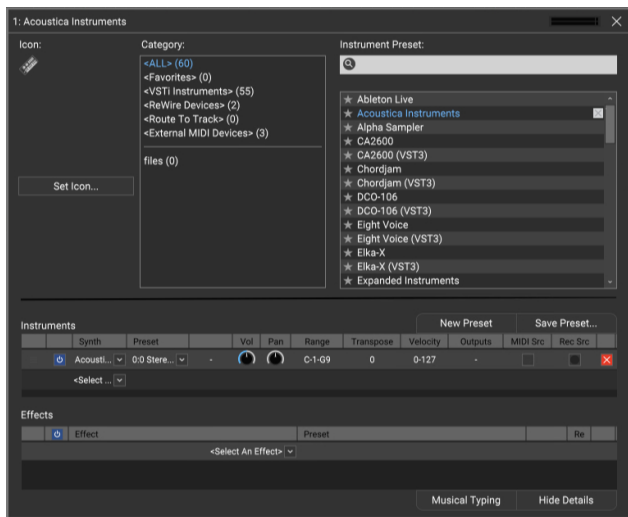 1: Acoustica Instruments
Icon:
Category:
Instrument Preset:
<ALL> (60)
<Favorites> (0)
<VSTi Instruments> (55)
<ReWire Devices> (2)
<Route To Track> (0)
<External MIDI Devices> (3)
files (0)
Set Icon...
Ableton Live
Acoustica Instruments
Alpha Sampler
CA2600
CA2600 (VST3)
Chordjam
Chordjam (VST3)
DCO-106
DCO-106 (VST3)
Eight Voice
Eight Voice (VST3)
Elka-X
Elka-X (VST3)
Expanded Instruments
Instruments
New Preset
Save Preset...
Synth Preset Vol Pan Range Transpose Velocity Outputs MIDI Src Rec Src
Acousti... 0:0 Stere... - C-1-G9 0 0-127 -
<Select ...
Effects
Effect Preset Re
<Select An Effect>
Musical Typing
Hide Details